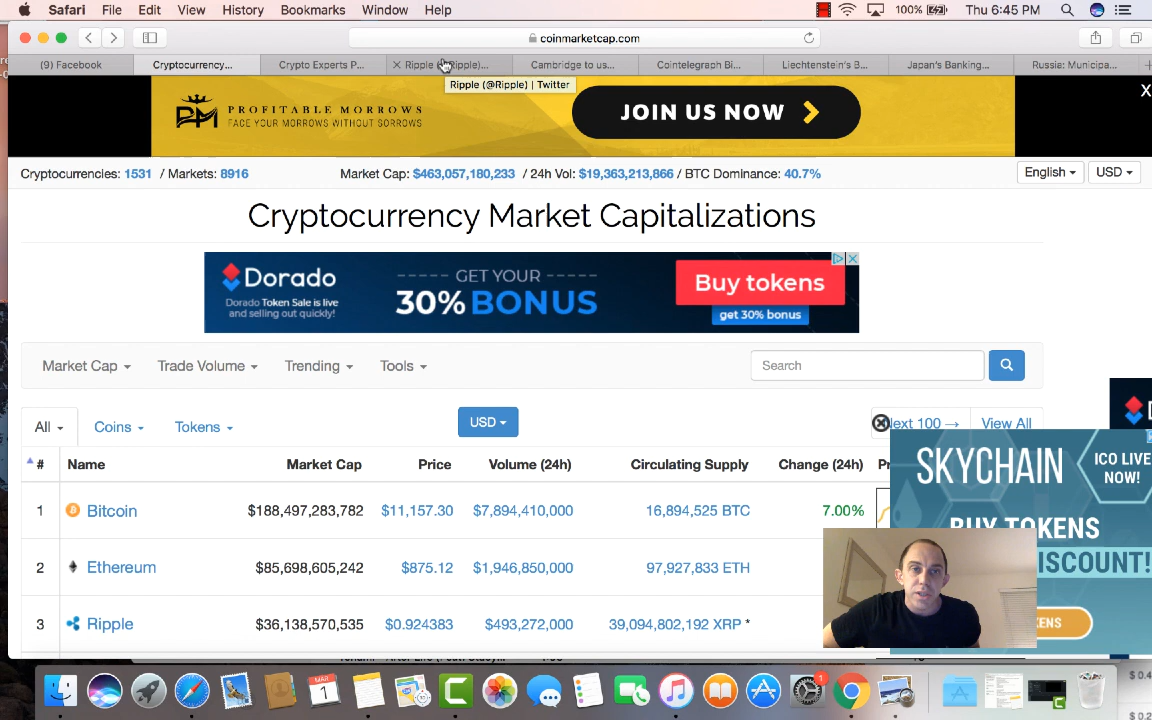 Safari File Edit View History Bookmarks Window Help 100% Thu 6:45 PM
coinmarketcap.com
(9) Facebook Cryptocurrency... Crypto Experts P... Ripple (@Ripple)... Cambridge to us... Cointelegraph Bi... Liechtenstein's B... Japan's Banking... Russia: Municipa...
Ripple (@Ripple) | Twitter
PM PROFITABLE MORROWS
FACE YOUR MORROWS WITHOUT SORROWS
JOIN US NOW
X
Cryptocurrencies: 1531 / Markets: 8916 Market Cap: $463,057,180,233 / 24h Vol: $19,363,213,866 / BTC Dominance: 40.7% English USD
Cryptocurrency Market Capitalizations
Dorado
Dorado Token Sale is live
and selling out quickly!
----- GET YOUR -----
30% BONUS
Buy tokens
get 30% bonus
Market Cap Trade Volume Trending Tools Search
All Coins Tokens USD Next 100 → View All
# Name Market Cap Price Volume (24h) Circulating Supply Change (24h)
1 Bitcoin $188,497,283,782 $11,157.30 $7,894,410,000 16,894,525 BTC 7.00%
2 Ethereum $85,698,605,242 $875.12 $1,946,850,000 97,927,833 ETH
3 Ripple $36,138,570,535 $0.924383 $493,272,000 39,094,802,192 XRP *
SKYCHAIN
ICO LIVE
NOW!
BUY TOKENS
DISCOUNT!
MAR
1
1